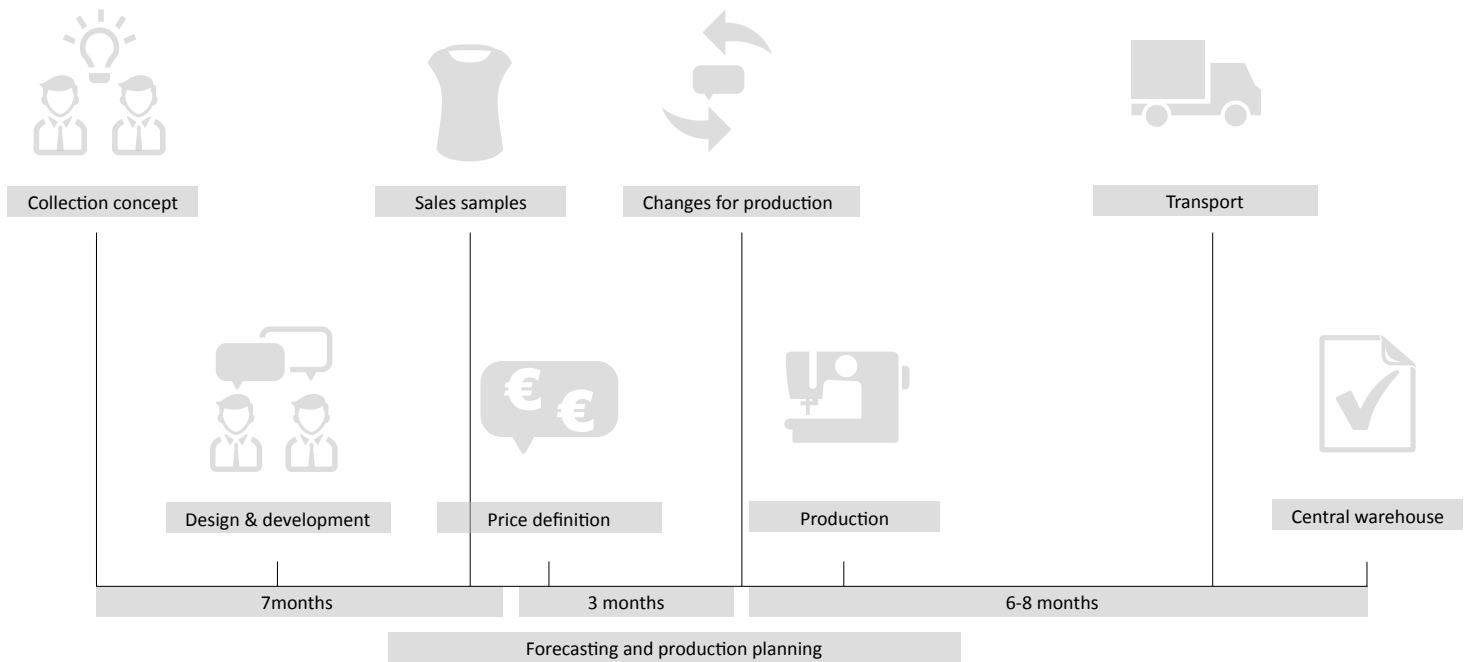 Collection concept
Sales samples
Changes for production
Transport
€
€
Design & development
Price definition
Production
Central warehouse
7months
3 months
6-8 months
Forecasting and production planning